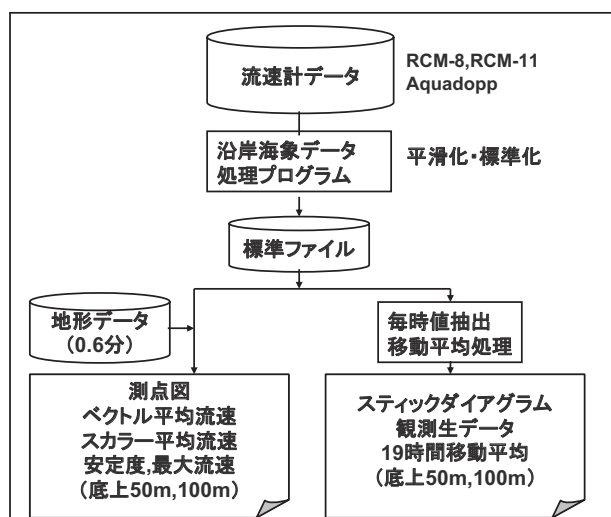 流速計データ
RCM-8,RCM-11
Aquadopp
沿岸海象データ
処理プログラム
平滑化・標準化
標準ファイル
地形データ
（0.6分）
毎時値抽出
移動平均処理
測点図
ベクトル平均流速
スカラー平均流速
安定度,最大流速
（底上50m,100m）
スティックダイアグラム
観測生データ
19時間移動平均
（底上50m,100m）